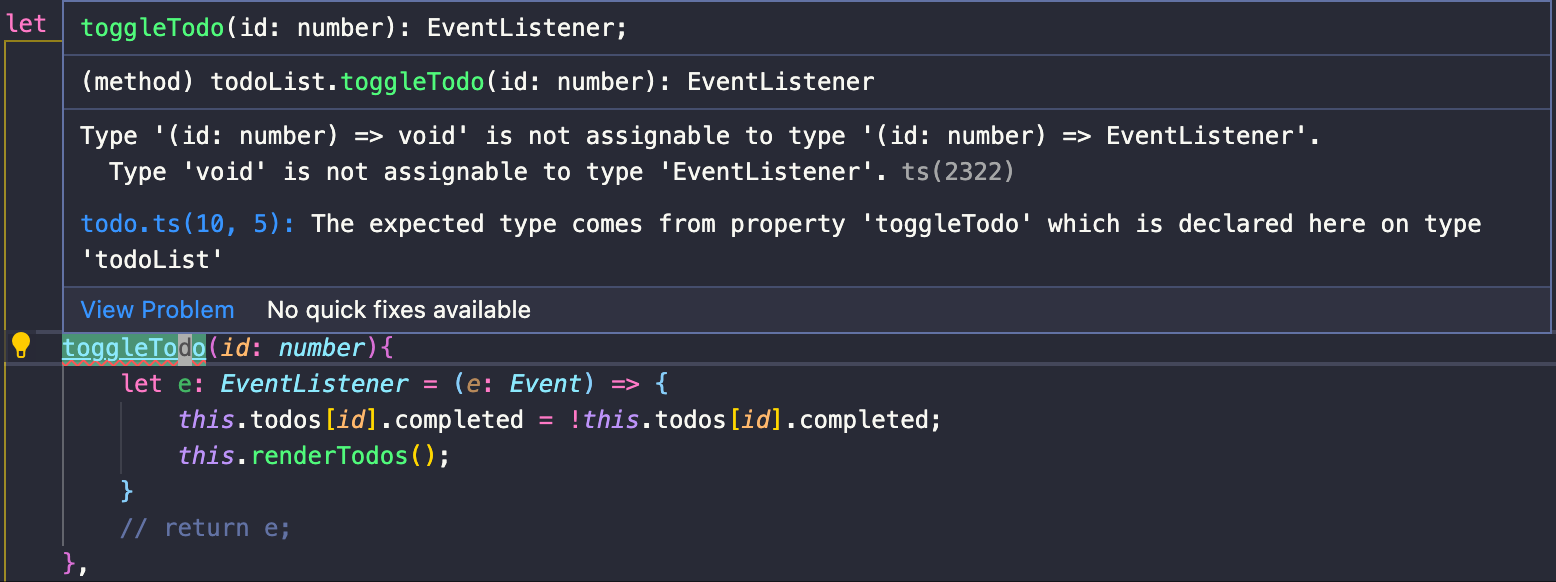 let
toggleTodo(id: number): EventListener;
(method) todoList.toggleTodo(id: number): EventListener
Type '(id: number) => void' is not assignable to type '(id: number) => EventListener'.
  Type 'void' is not assignable to type 'EventListener'. ts(2322)
todo.ts(10, 5): The expected type comes from property 'toggleTodo' which is declared here on type
'todoList'
View Problem No quick fixes available
toggleTodo(id: number){
    let e: EventListener = (e: Event) => {
        this.todos[id].completed = !this.todos[id].completed;
        this.renderTodos();
    }
    // return e;
},